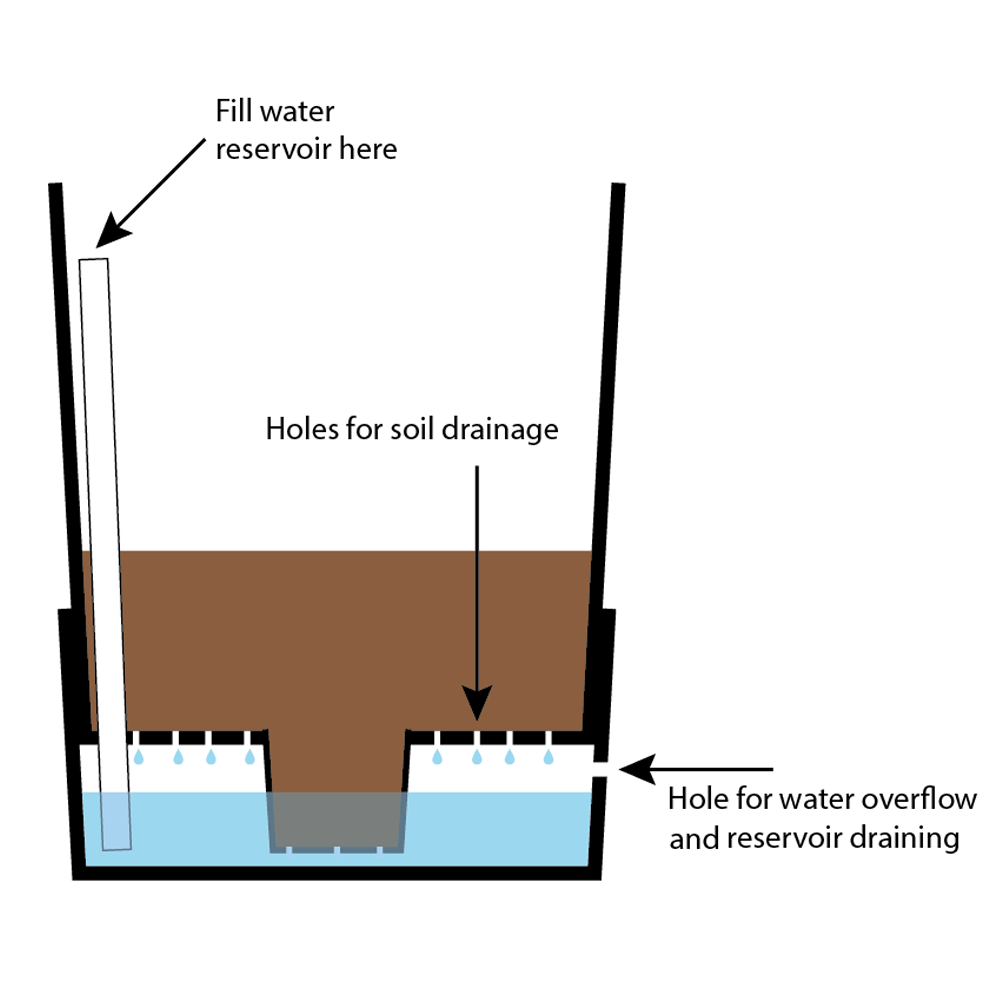 Fill water
reservoir here
Holes for soil drainage
Hole for water overflow
and reservoir draining